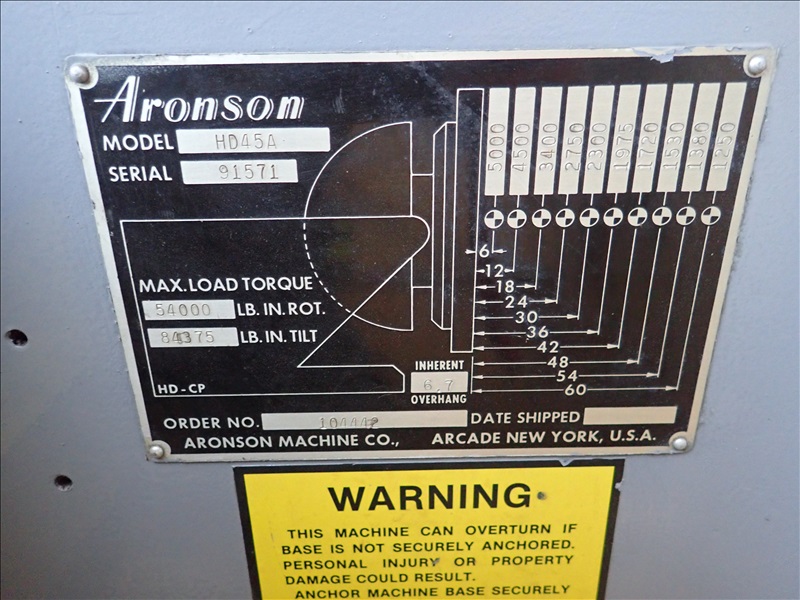 Aronson
MODEL HD45A
SERIAL 91571
5000
4500
3400
2750
2300
1975
1720
1530
1380
1250
6
12
18
24
30
36
42
48
54
60
MAX. LOAD TORQUE
54000 LB. IN. ROT.
84375 LB. IN. TILT
HD-CP
INHERENT
6.7
OVERHANG
ORDER NO. DATE SHIPPED
ARONSON MACHINE CO., ARCADE NEW YORK, U.S.A.
WARNING
THIS MACHINE CAN OVERTURN IF
BASE IS NOT SECURELY ANCHORED.
PERSONAL INJURY OR PROPERTY
DAMAGE COULD RESULT.
ANCHOR MACHINE BASE SECURELY